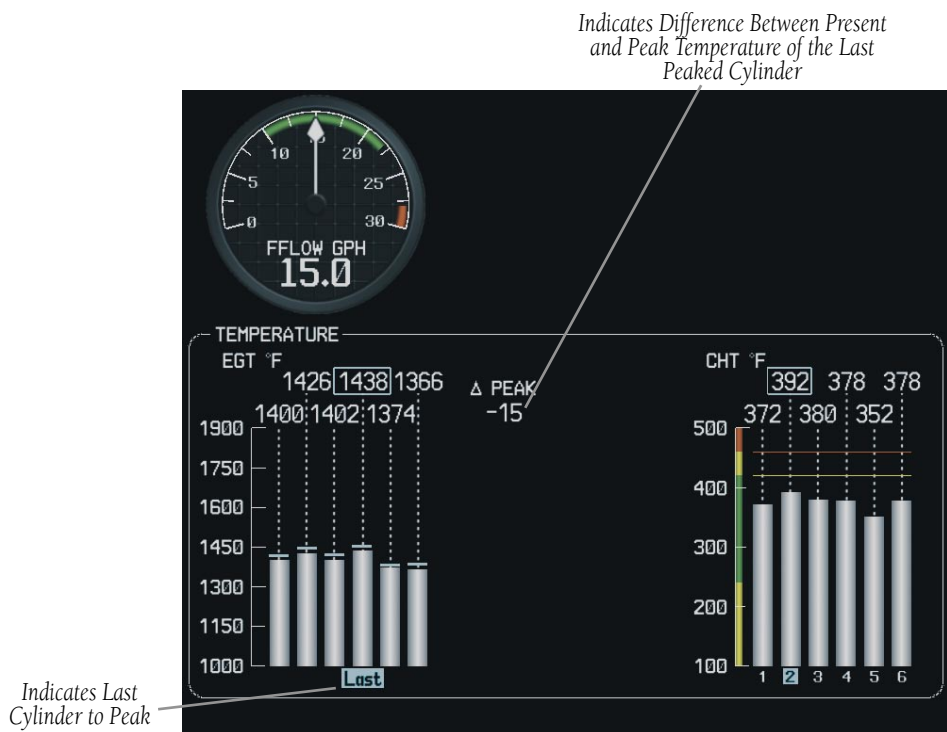 Indicates Difference Between Present
and Peak Temperature of the Last
Peaked Cylinder
0
5
10
20
25
30
FFLOW GPH
15.0
TEMPERATURE
EGT °F
1426 1438 1366
1400 1402 1374
Δ PEAK
-15
1900
1750
1600
1450
1300
1150
1000
Last
CHT °F
392 378 378
372 380 352
500
400
300
200
100
1 2 3 4 5 6
Indicates Last
Cylinder to Peak